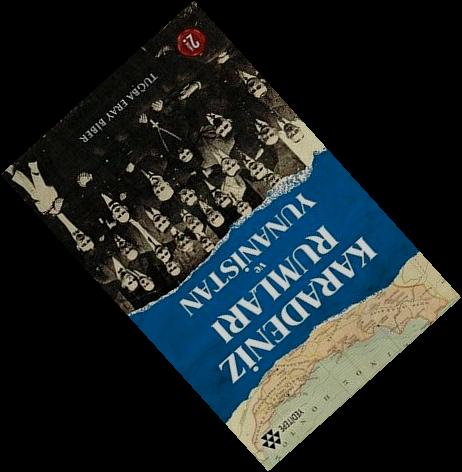 YEDİTEPE
KARADENİZ
RUMLARI
ve
YUNANİSTAN
TUĞBA ERAY BİBER
2!